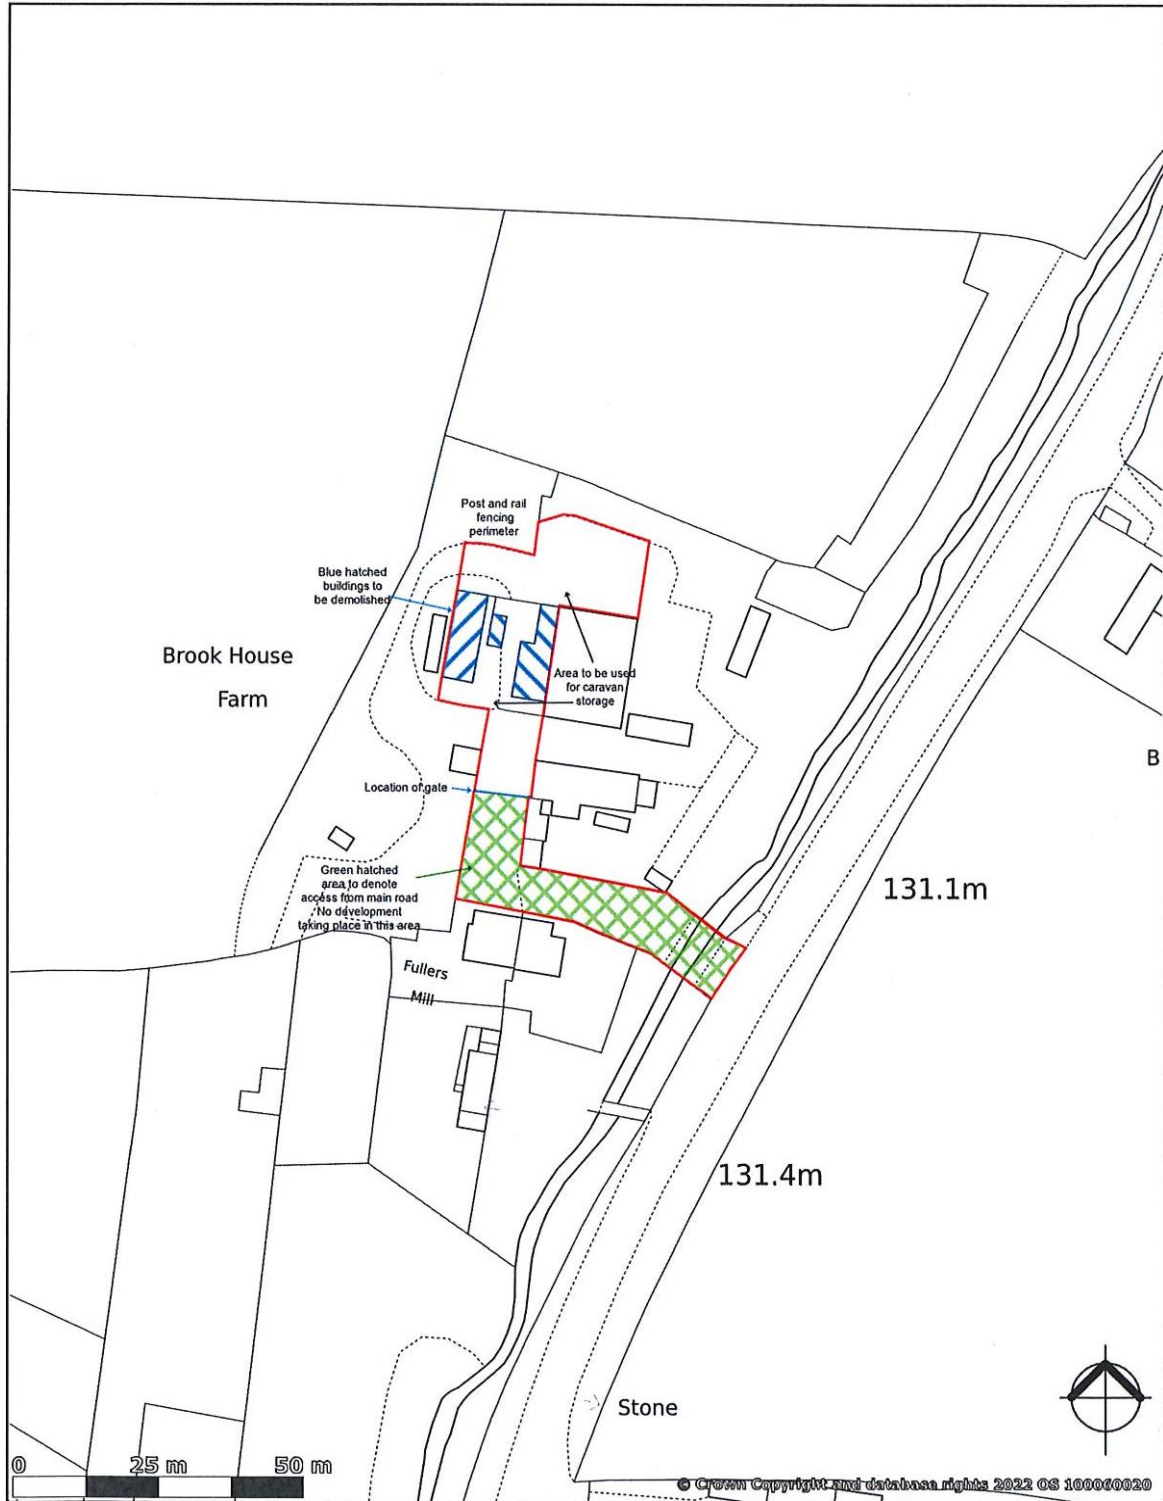 Post and rail
fencing
perimeter
Blue hatched
buildings to
be demolished
Brook House
Farm
Area to be used
for caravan
storage
B
Location of gate
Green hatched
area to denote
access from main road
No development
taking place in this area
131.1m
Fullers
Mill
131.4m
Stone
0 25 m 50 m
© Crown Copyright and database rights 2022 OS 100060020